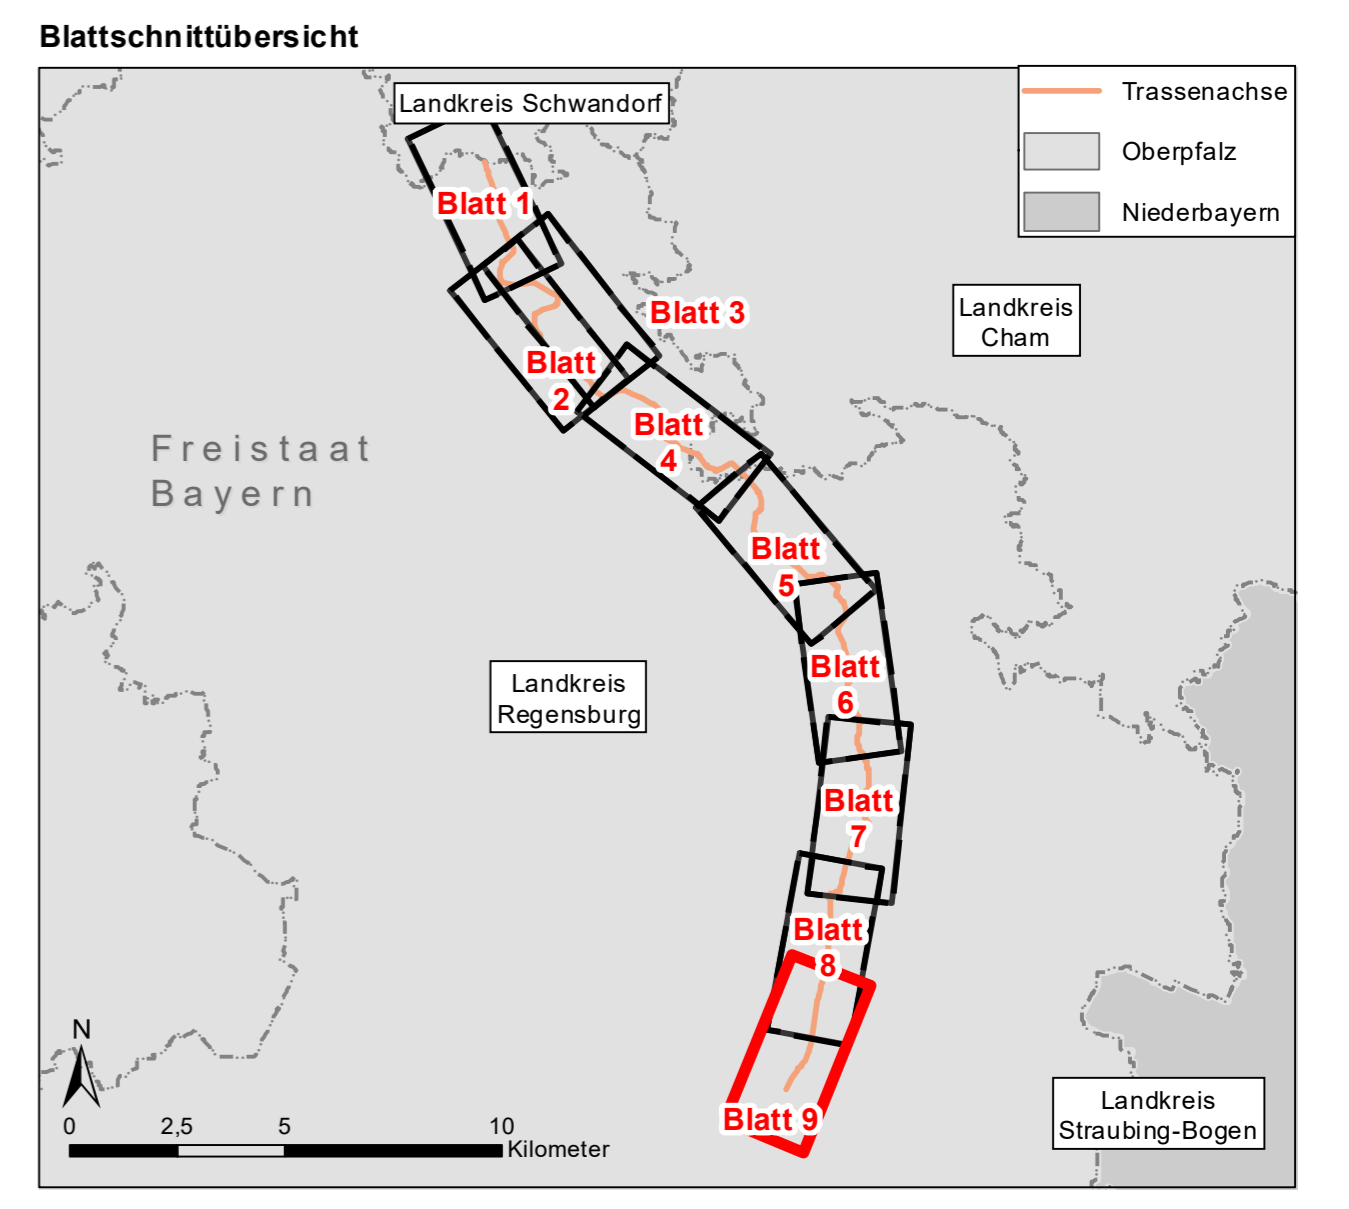 Blattschnittübersicht
Landkreis Schwandorf
Trassenachse
Oberpfalz
Niederbayern
Blatt 1
Landkreis
Cham
Blatt 3
Blatt
2
Blatt
4
Freistaat
Bayern
Blatt
5
Blatt
6
Landkreis
Regensburg
Blatt
7
Blatt
8
Blatt 9
N
0 2,5 5 10
Kilometer
Landkreis
Straubing-Bogen